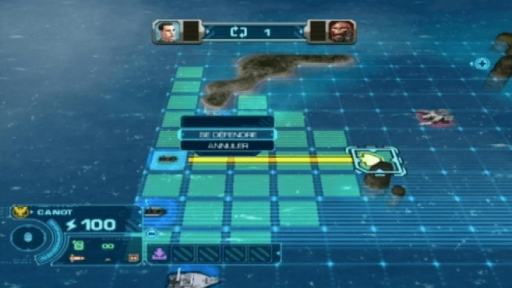 1
SE DÉFENDRE
ANNULER
CANOT
100
∞
-